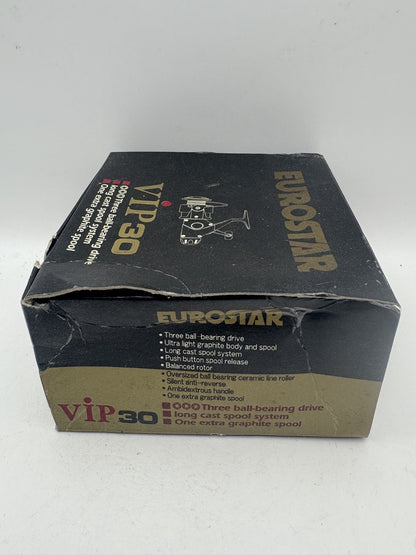 EUROSTAR
VIP30
Three ball-bearing drive
long cast spool system
One extra graphite spool
EUROSTAR
• Three ball-bearing drive
• Ultra light graphite body and spool
• Long cast spool system
• Push button spool release
• Balanced rotor
• Oversized ball bearing ceramic line roller
• Silent anti-reverse
• Ambidextrous handle
• One extra graphite spool
ViP 30
Three ball-bearing drive
long cast spool system
One extra graphite spool